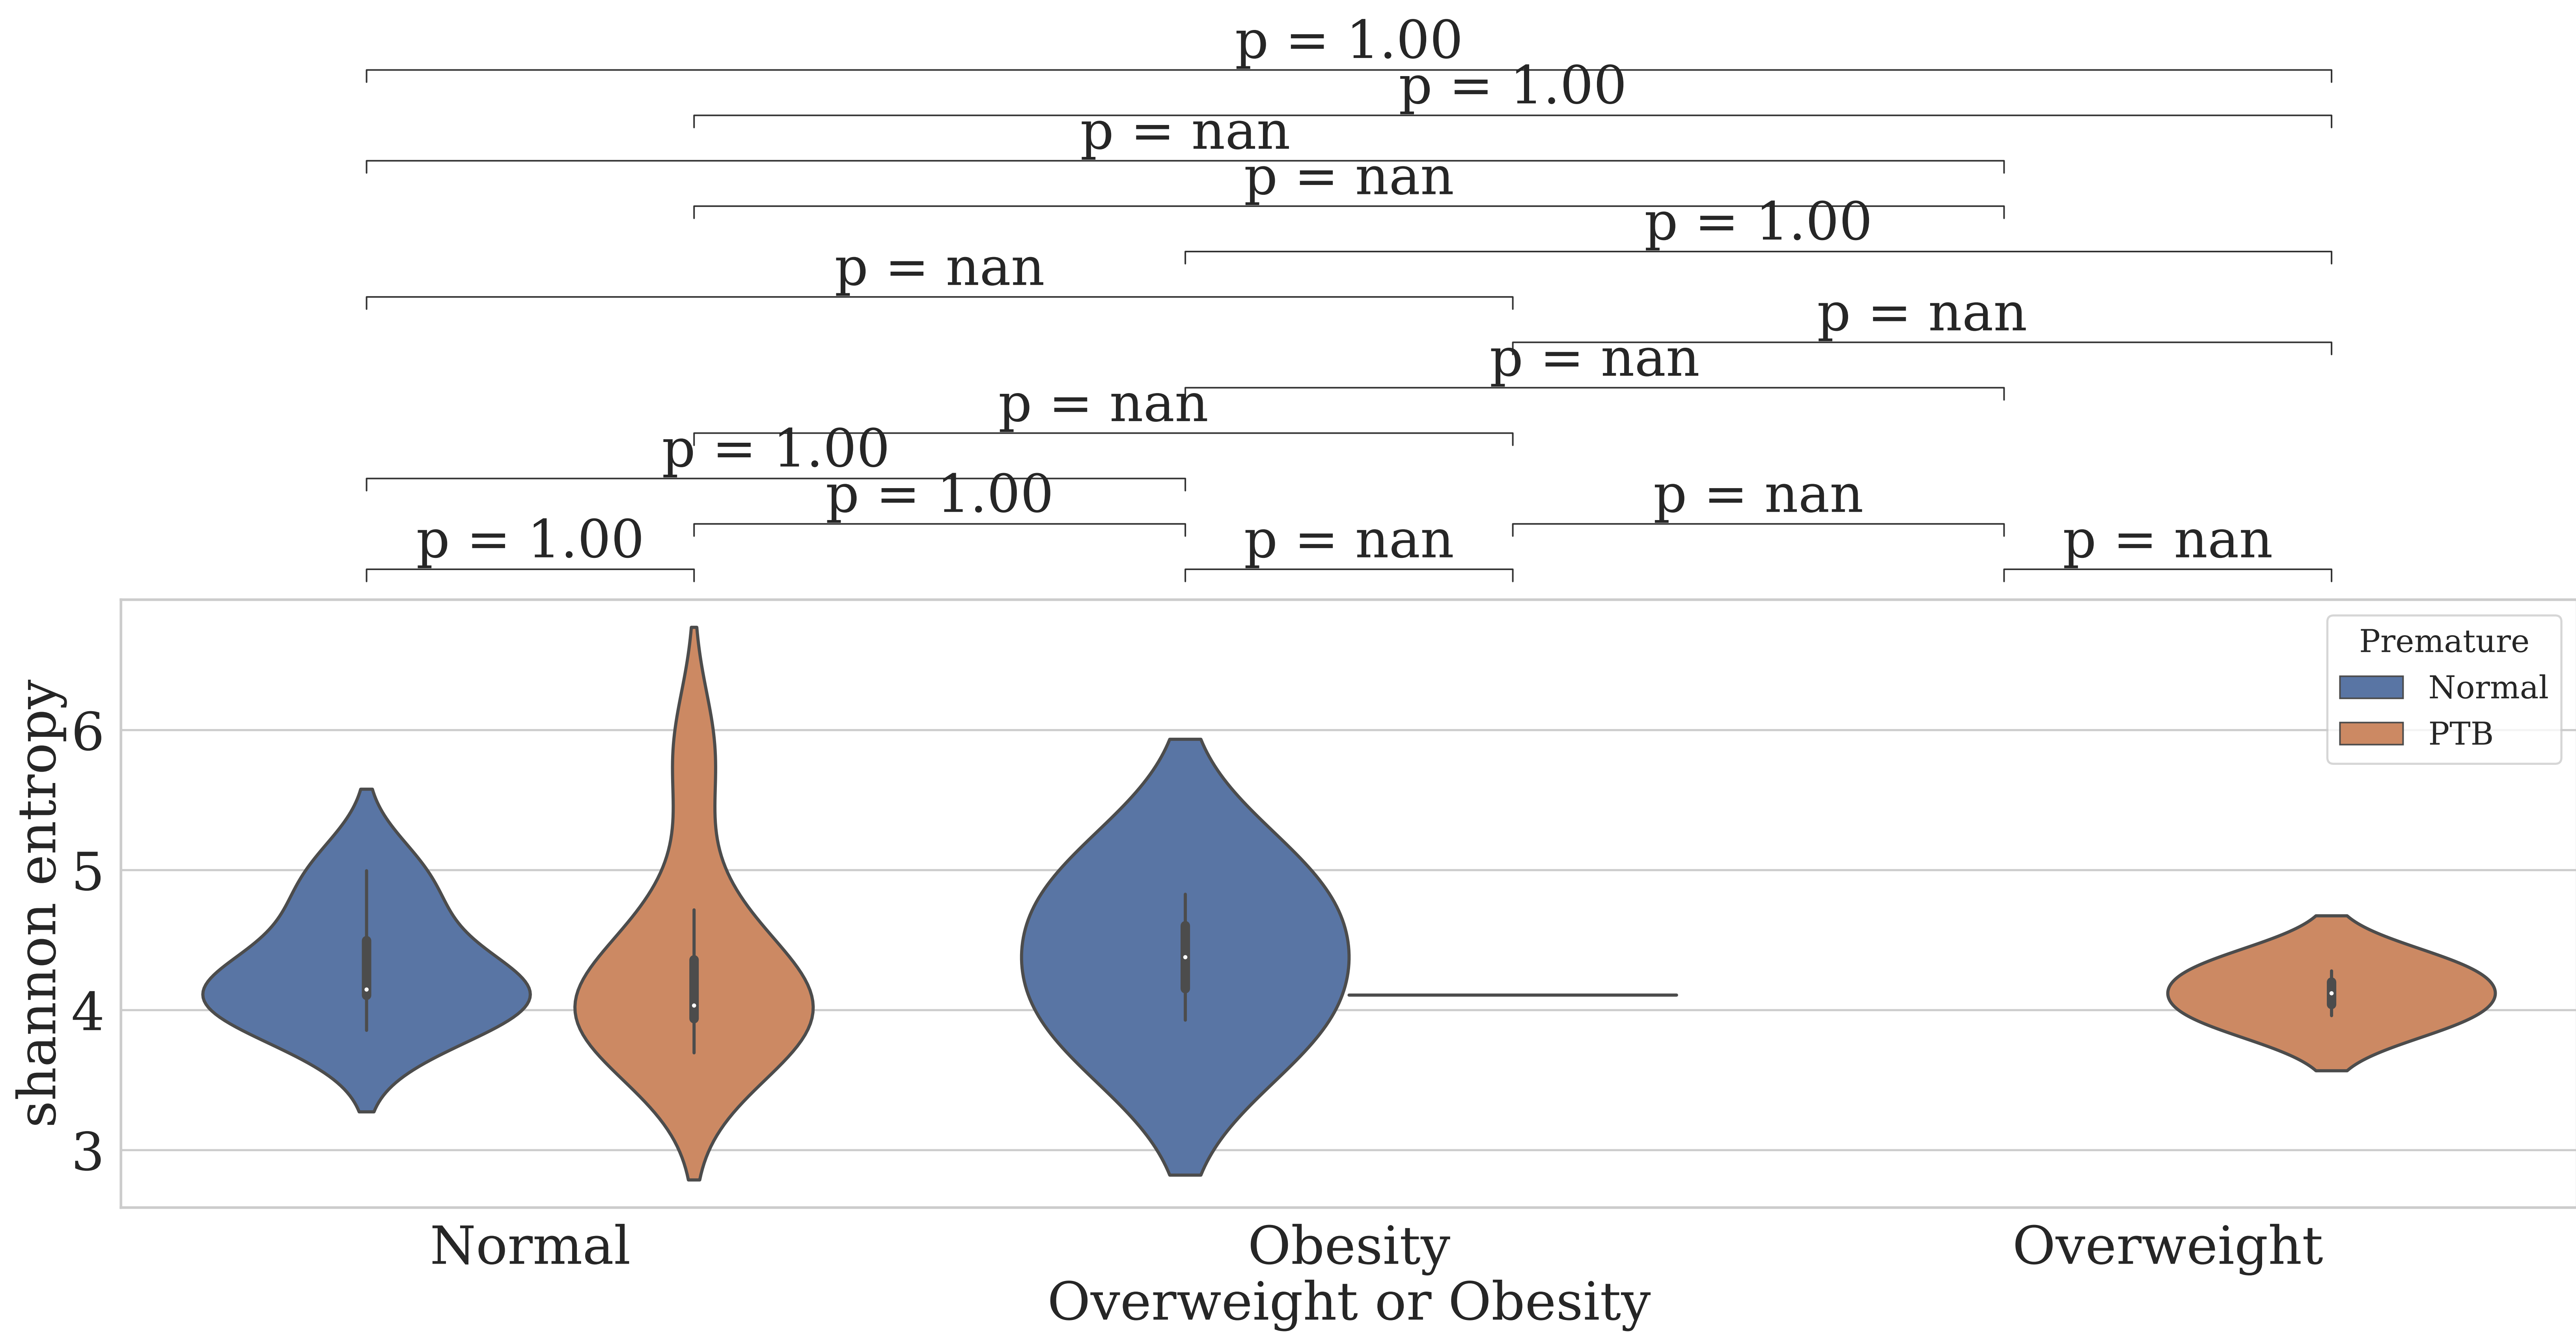 p = 1.00
p = 1.00
p = nan
p = nan
p = 1.00
p = nan
p = nan
p = nan
p = nan
p = 1.00
p = 1.00
p = nan
p = 1.00
p = nan
p = nan
Premature
Normal
PTB
shannon entropy
6
5
4
3
Normal
Obesity
Overweight
Overweight or Obesity